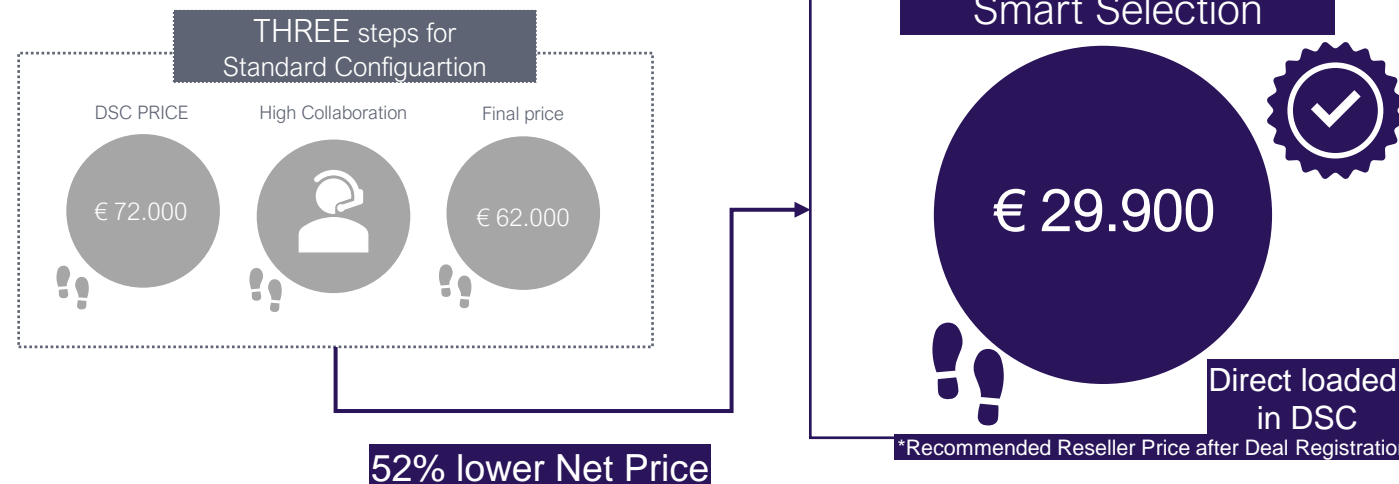 THREE steps for
Standard Configuartion
DSC PRICE
High Collaboration
Final price
€ 72.000
€ 62.000
52% lower Net Price
Smart Selection
€ 29.900
Direct loaded
in DSC
*Recommended Reseller Price after Deal Registration